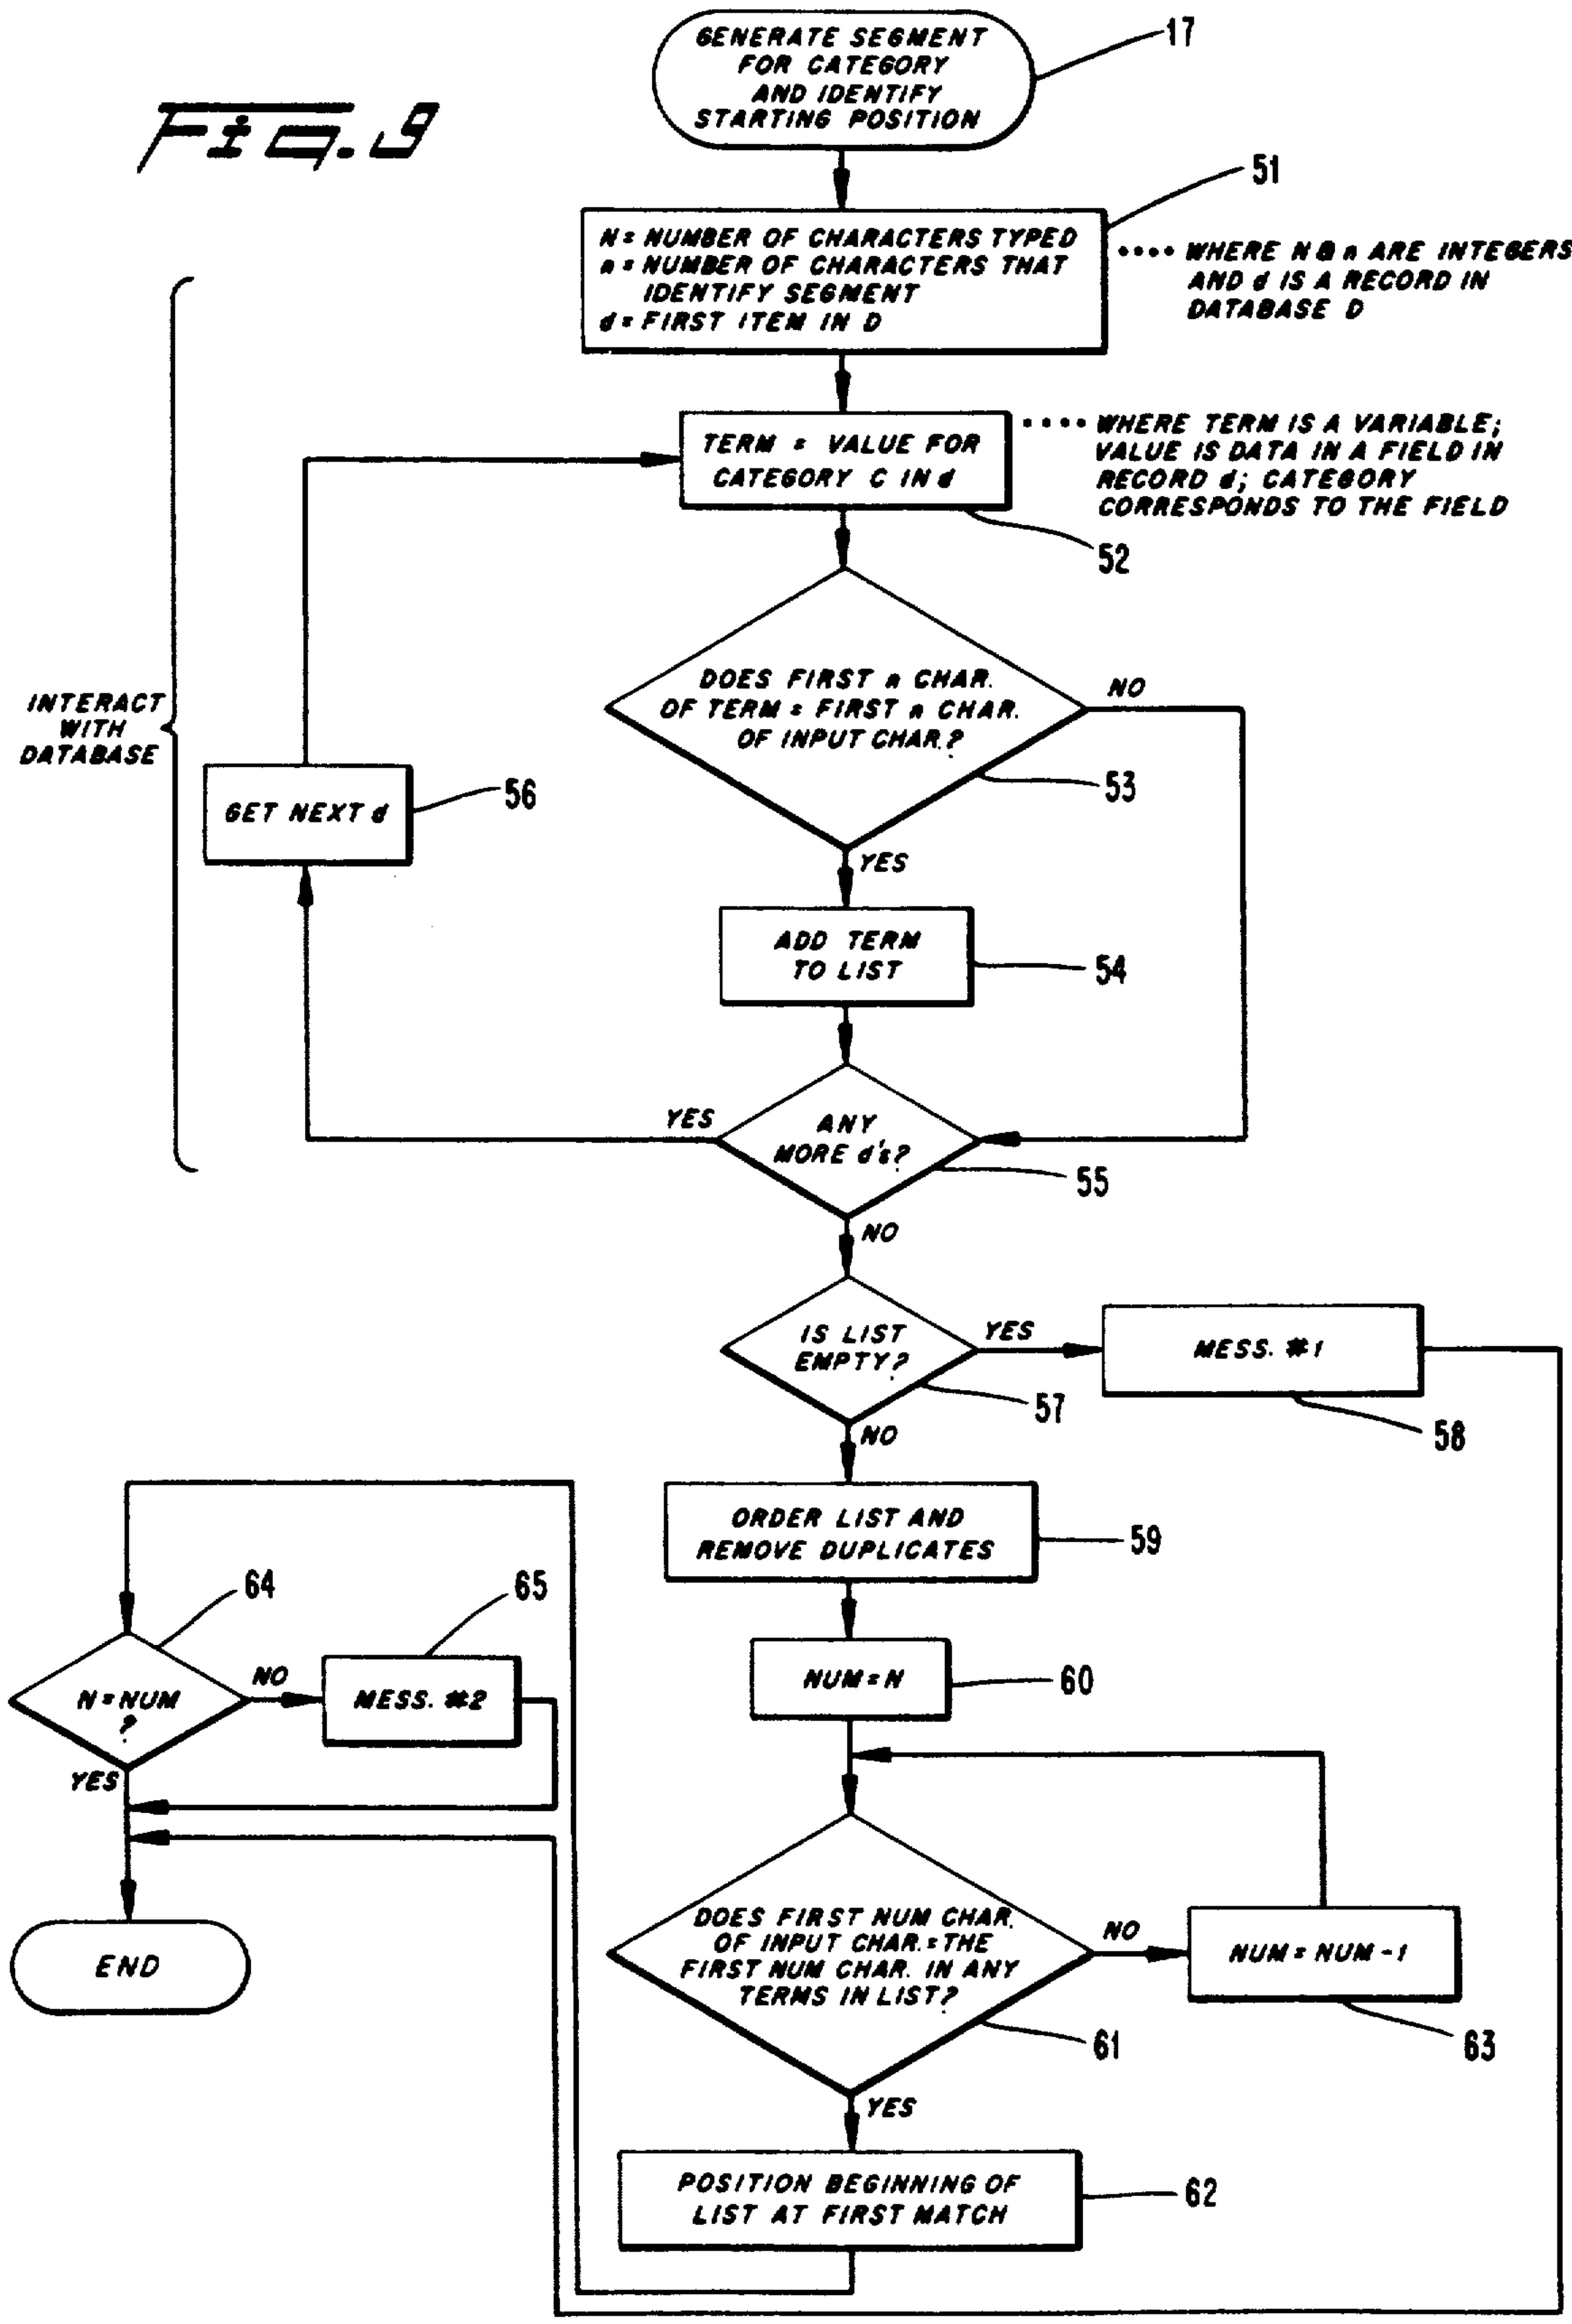 Fig. 9
GENERATE SEGMENT
FOR CATEGORY
AND IDENTIFY
STARTING POSITION
17
51
N = NUMBER OF CHARACTERS TYPED
n = NUMBER OF CHARACTERS THAT
IDENTIFY SEGMENT
d = FIRST ITEM IN D
.... WHERE N & n ARE INTEGERS
AND d IS A RECORD IN
DATABASE D
TERM = VALUE FOR
CATEGORY C IN d
.... WHERE TERM IS A VARIABLE;
VALUE IS DATA IN A FIELD IN
RECORD d; CATEGORY
CORRESPONDS TO THE FIELD
52
INTERACT
WITH
DATABASE
DOES FIRST n CHAR.
OF TERM = FIRST n CHAR.
OF INPUT CHAR.?
NO
53
GET NEXT d
56
YES
ADD TERM
TO LIST
54
YES
ANY
MORE d's?
55
NO
IS LIST
EMPTY?
YES
57
MESS. #1
58
NO
ORDER LIST AND
REMOVE DUPLICATES
59
64
65
N=NUM
?
NO
MESS. #2
YES
NUM=N
60
END
DOES FIRST NUM CHAR.
OF INPUT CHAR.=THE
FIRST NUM CHAR. IN ANY
TERMS IN LIST?
NO
61
NUM = NUM-1
63
YES
POSITION BEGINNING OF
LIST AT FIRST MATCH
62